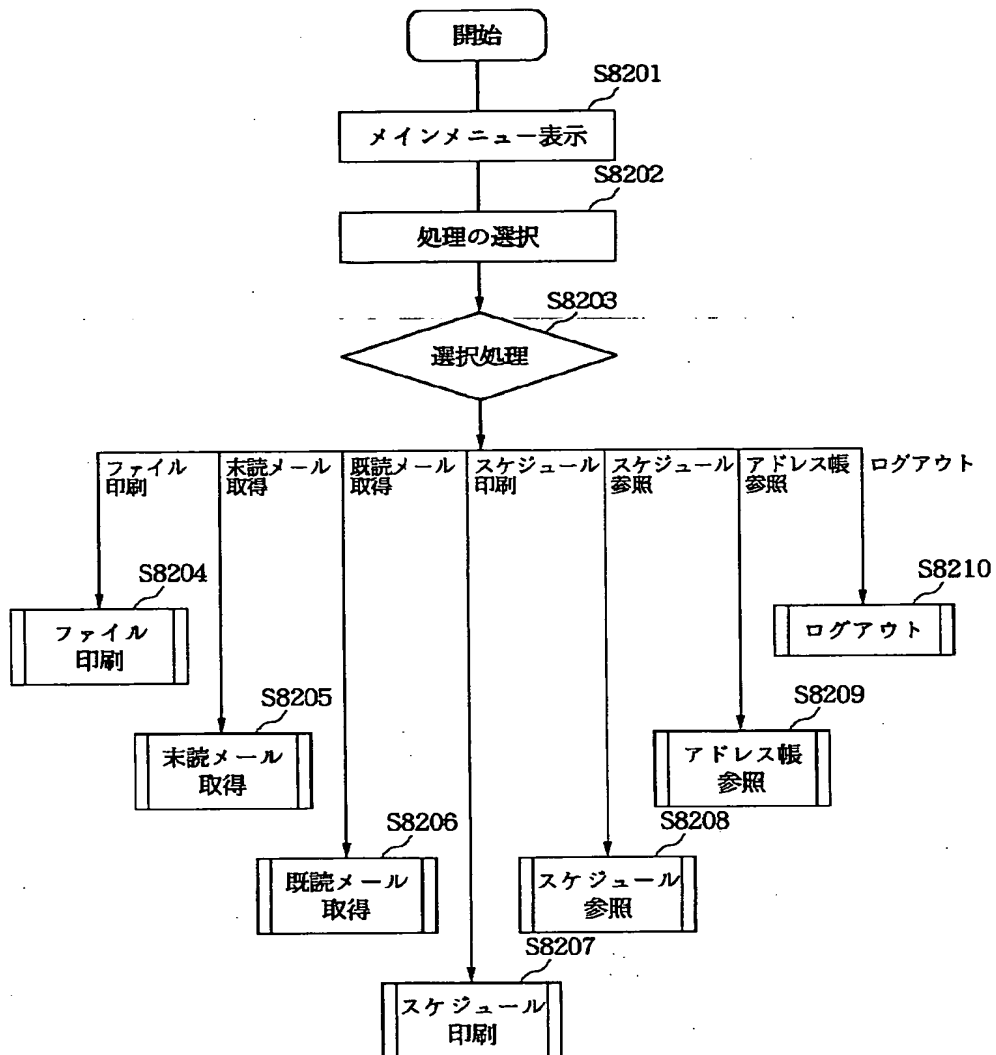 開始
S8201
メインメニュー表示
S8202
処理の選択
S8203
選択処理
ファイル
印刷
末読メール
取得
既読メール
取得
スケジュール
印刷
スケジュール
参照
アドレス帳
参照
ログアウト
S8204
ファイル
印刷
S8210
ログアウト
S8205
末読メール
取得
S8209
アドレス帳
参照
S8206
既読メール
取得
S8208
スケジュール
参照
S8207
スケジュール
印刷